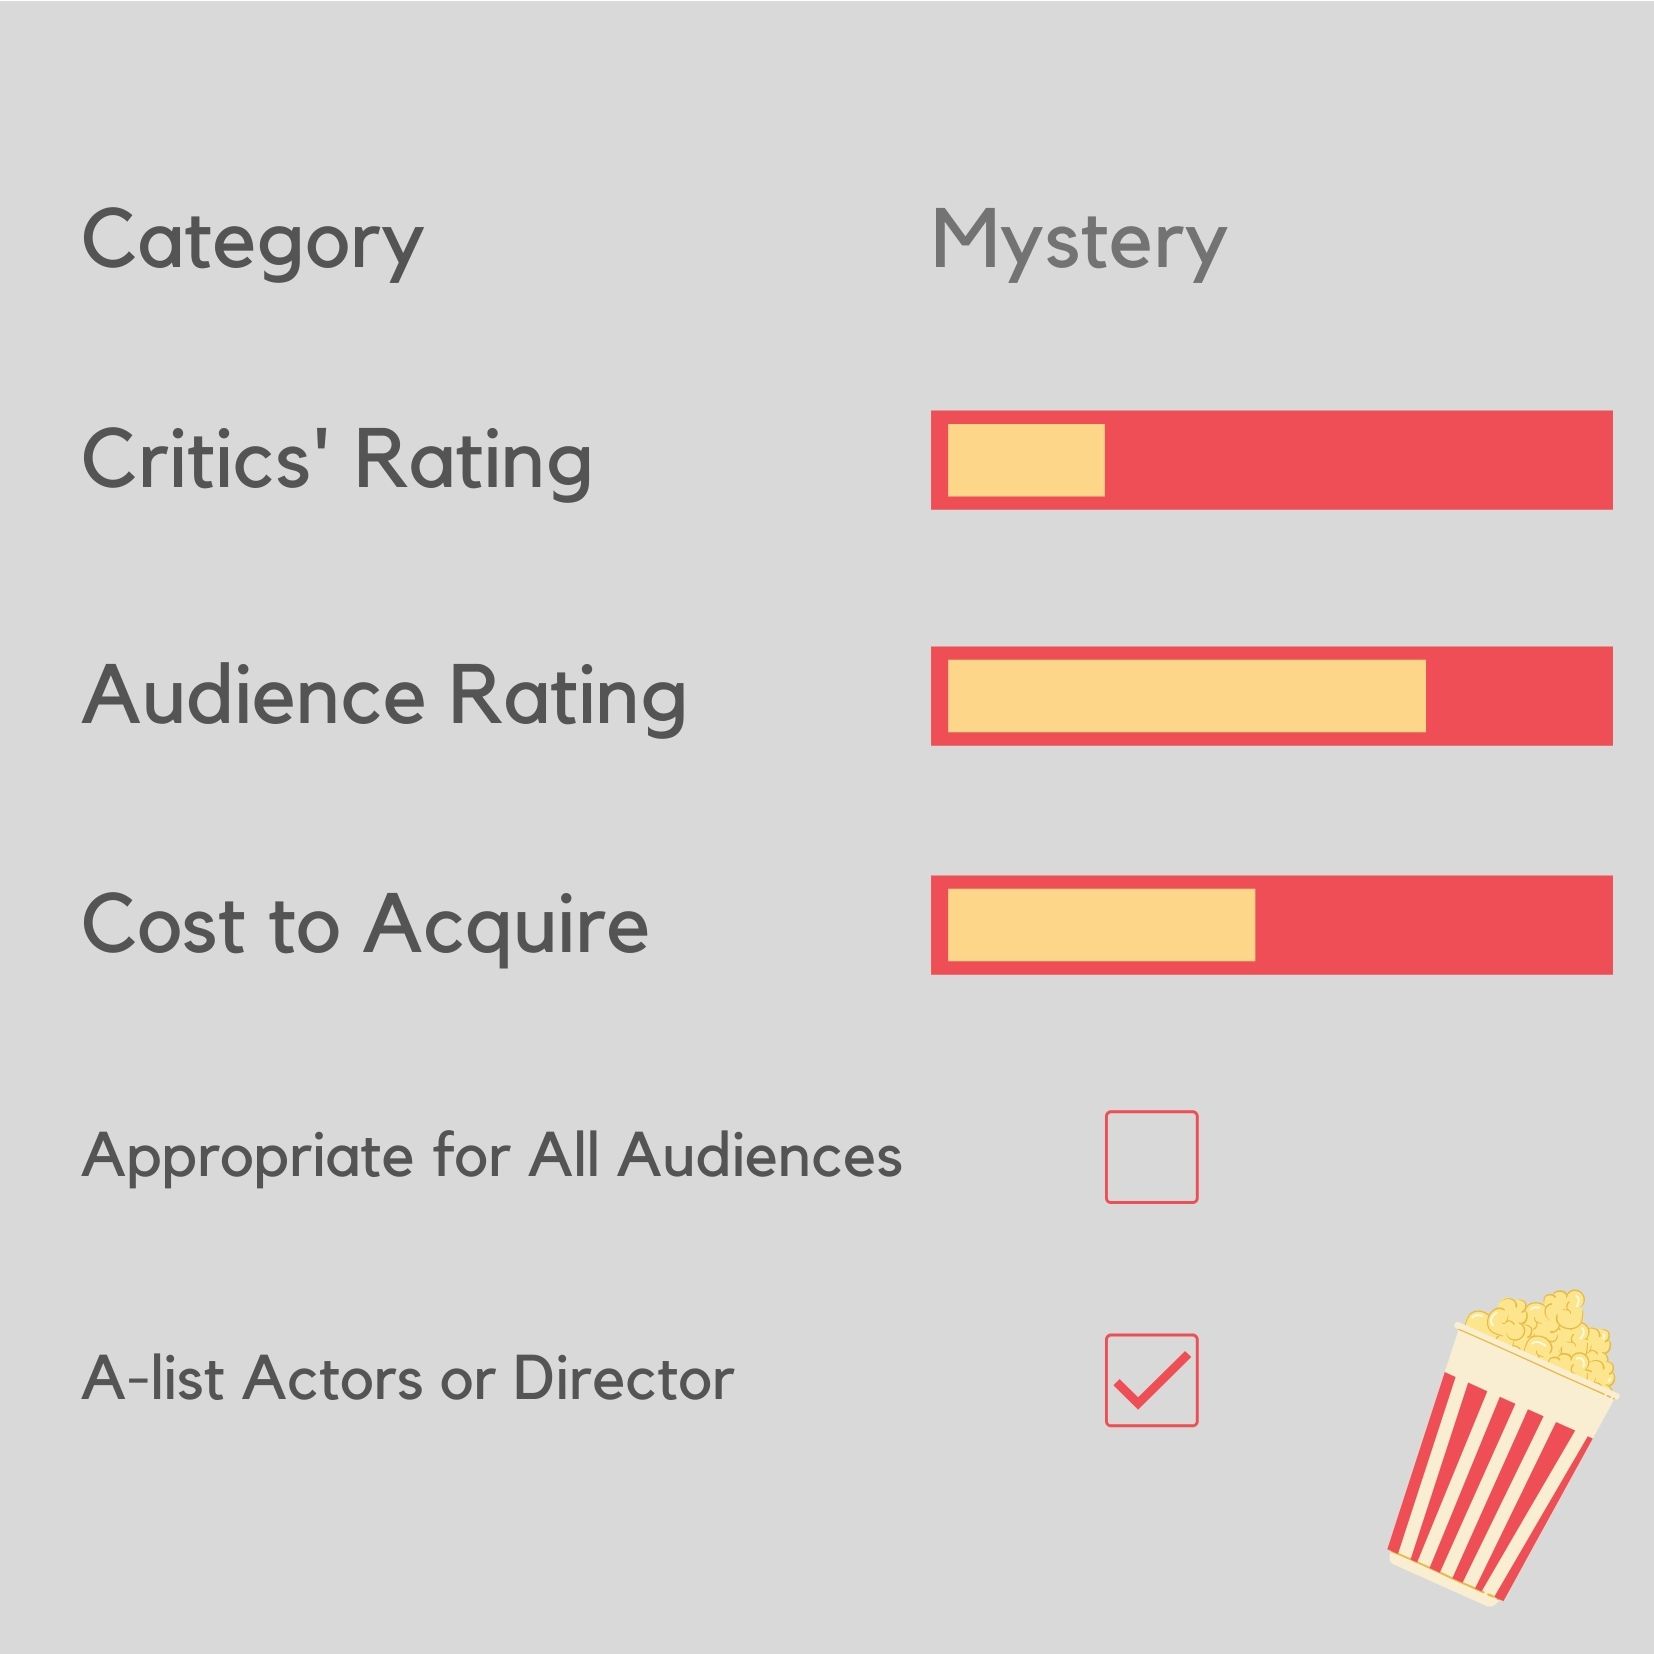 Category Mystery
Critics' Rating
Audience Rating
Cost to Acquire
Appropriate for All Audiences
A-list Actors or Director